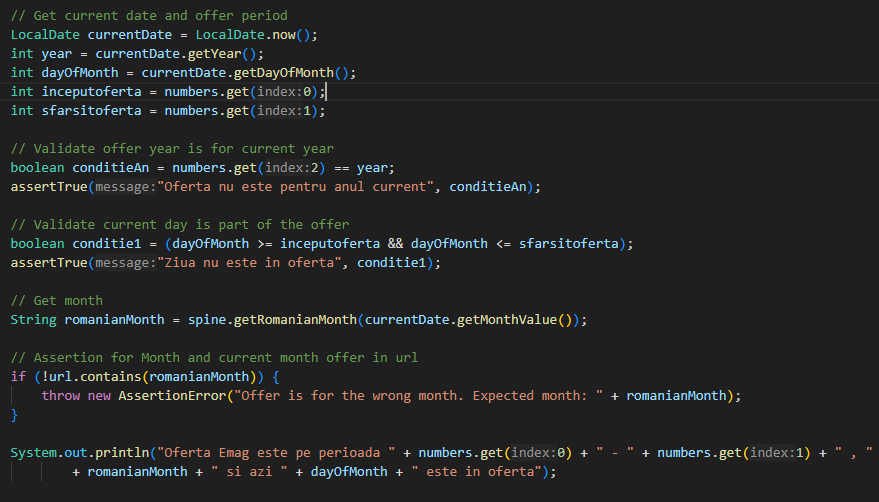 // Get current date and offer period
LocalDate currentDate = LocalDate.now();
int year = currentDate.getYear();
int dayOfMonth = currentDate.getDayOfMonth();
int inceputoferta = numbers.get(index:0);
int sfarsitoferta = numbers.get(index:1);
// Validate offer year is for current year
boolean conditieAn = numbers.get(index:2) == year;
assertTrue(message:"Oferta nu este pentru anul current", conditieAn);
// Validate current day is part of the offer
boolean conditie1 = (dayOfMonth >= inceputoferta && dayOfMonth <= sfarsitoferta);
assertTrue(message:"Ziua nu este in oferta", conditie1);
// Get month
String romanianMonth = spine.getRomanianMonth(currentDate.getMonthValue());
// Assertion for Month and current month offer in url
if (!url.contains(romanianMonth)) {
throw new AssertionError("Offer is for the wrong month. Expected month: " + romanianMonth);
}
System.out.println("Oferta Emag este pe perioada " + numbers.get(index:0) + " - " + numbers.get(index:1) + " , "
+ romanianMonth + " si azi " + dayOfMonth + " este in oferta");